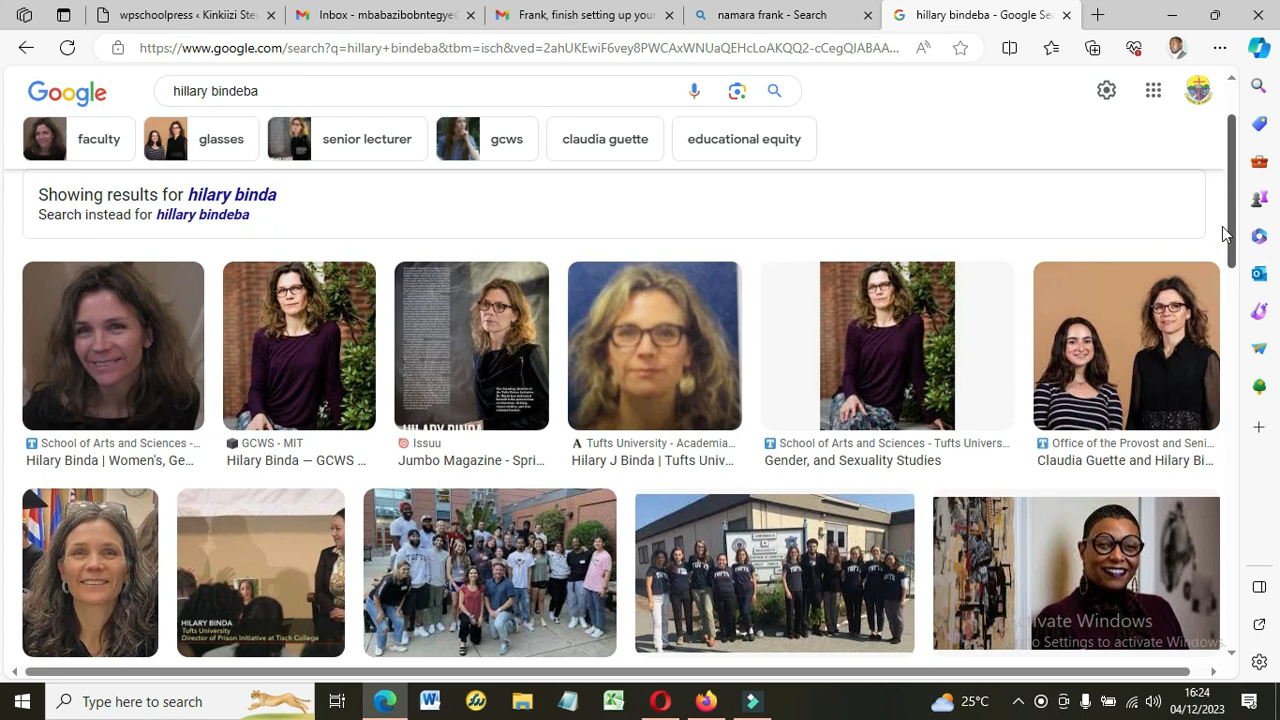 wpschoolpress ‹ Kinkiizi Ste
Inbox - mbabazibobntegye
Frank, finish setting up your
namara frank - Search
hillary bindeba - Google Se
https://www.google.com/search?q=hillary+bindeba&tbm=isch&ved=2ahUKEwiF6vey8PWCAxWNUaQEHcLoAKQQ2-cCegQIABAA...
Google
hillary bindeba
faculty
glasses
senior lecturer
gcws
claudia guette
educational equity
Showing results for hilary binda
Search instead for hillary bindeba
School of Arts and Sciences -...
Hilary Binda | Women's, Ge...
GCWS - MIT
Hilary Binda — GCWS ...
HILARY BINDA
Issuu
Jumbo Magazine - Spri...
Tufts University - Academia...
Hilary J Binda | Tufts Univ...
School of Arts and Sciences - Tufts Univers...
Gender, and Sexuality Studies
Office of the Provost and Seni...
Claudia Guette and Hilary Bi...
HILARY BINDA
Tufts University
Director of Prison Initiative at Tisch College
Activate Windows
Go to Settings to activate Windows.
Type here to search
25°C
16:24
04/12/2023